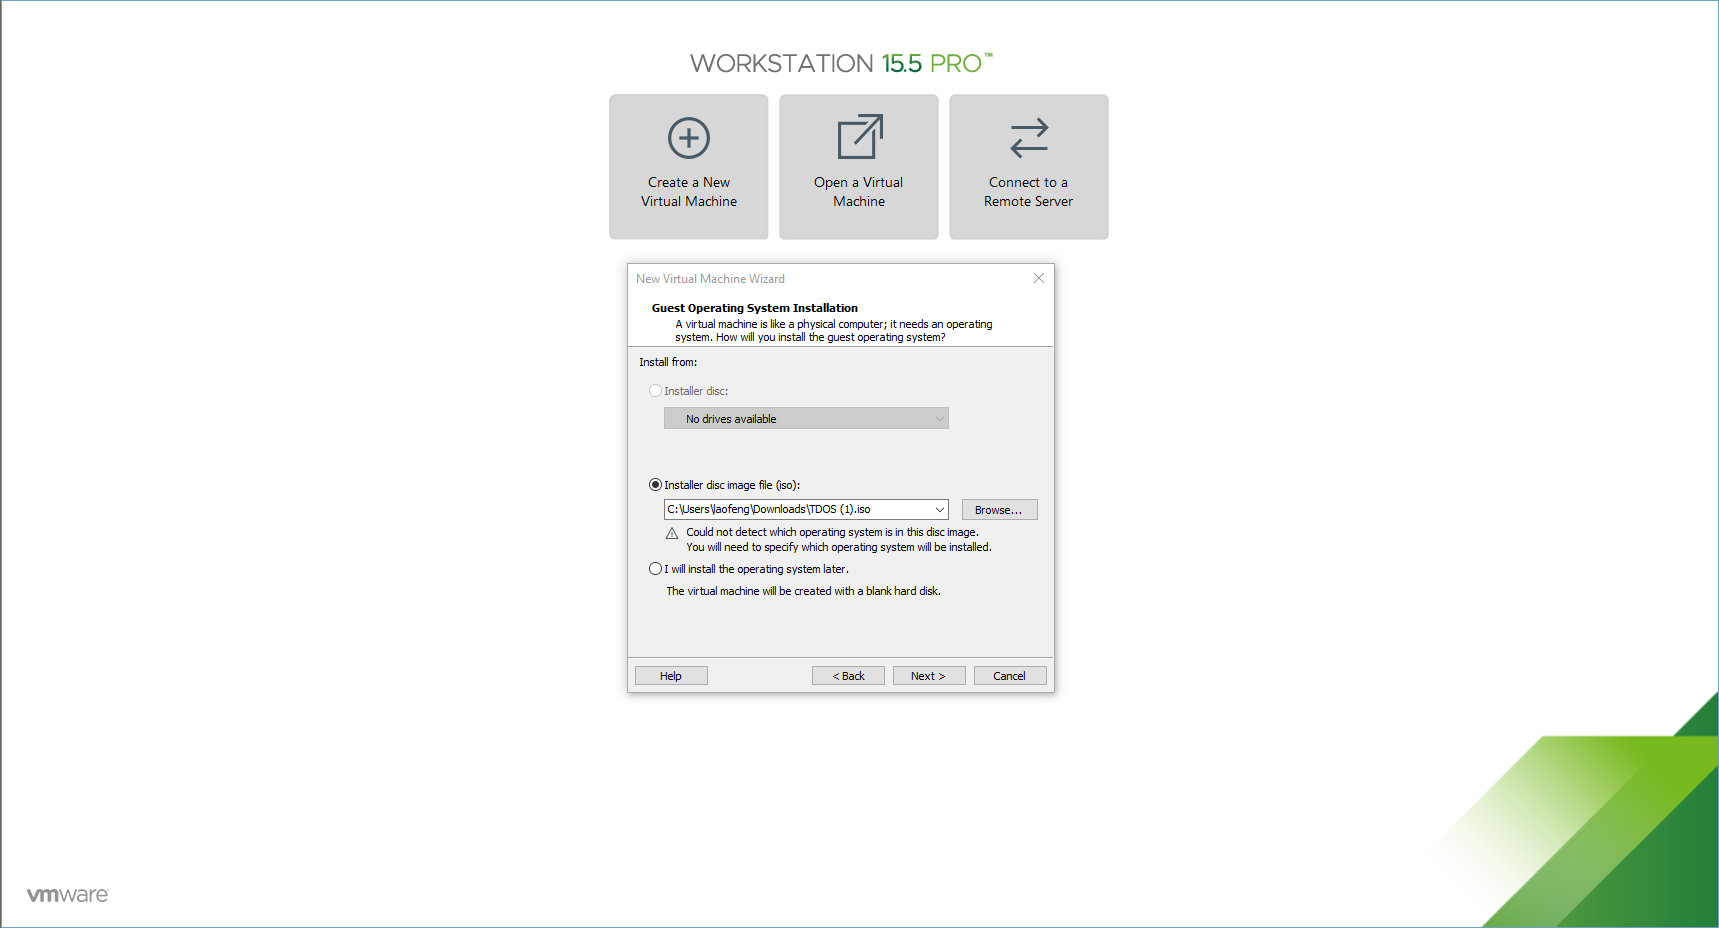 WORKSTATION 15.5 PRO™
Create a New
Virtual Machine
Open a Virtual
Machine
Connect to a
Remote Server
New Virtual Machine Wizard
Guest Operating System Installation
A virtual machine is like a physical computer; it needs an operating
system. How will you install the guest operating system?
Install from:
Installer disc:
No drives available
Installer disc image file (iso):
C:\Users\laofeng\Downloads\TDOS (1).iso
Browse...
Could not detect which operating system is in this disc image.
You will need to specify which operating system will be installed.
I will install the operating system later.
The virtual machine will be created with a blank hard disk.
Help
< Back
Next >
Cancel
vmware